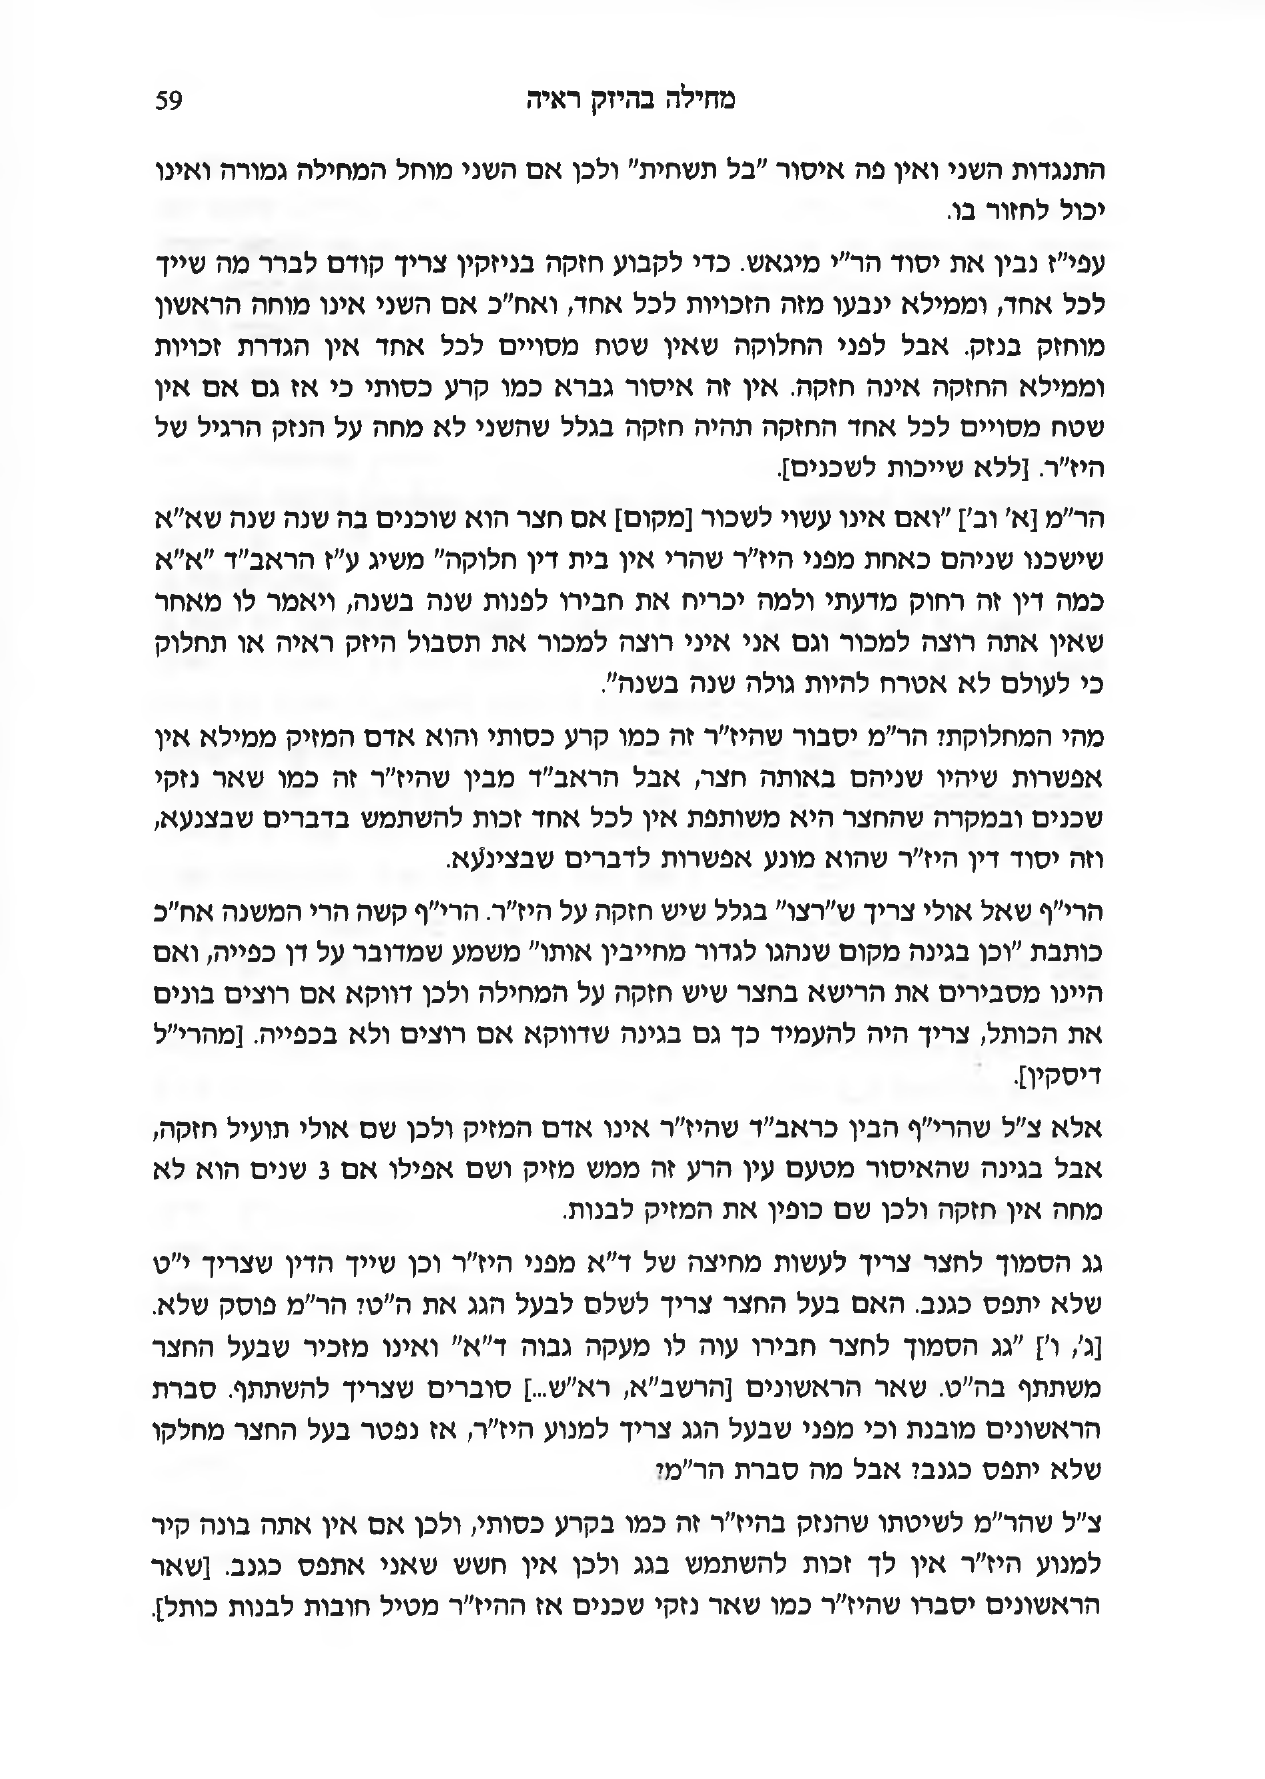 מחילה בהיזק ראיה 59
התנגדות השני ואין פה איסור "בל תשחית" ולכן אם השני מוחל המחילה גמורה ואינו
יכול לחזור בו.
עפי"ז נבין את יסוד הר"י מיגאש. כדי לקבוע חזקה בניזקין צריך קודם לברר מה שייך
לכל אחד, וממילא ינבעו מזה הזכויות לכל אחד, ואח"כ אם השני אינו מוחה הראשון
מוחזק בנזק. אבל לפני החלוקה שאין שטח מסויים לכל אחד אין הגדרת זכויות
וממילא החזקה אינה חזקה. אין זה איסור גברא כמו קרע כסותי כי אז גם אם אין
שטח מסויים לכל אחד החזקה תהיה חזקה בגלל שהשני לא מחה על הנזק הרגיל של
היז"ר. [ללא שייכות לשכנים].
הר"מ [א' וב'] "ואם אינו עשוי לשכור [מקום] אם חצר הוא שוכנים בה שנה שנה שא"א
שישכנו שניהם כאחת מפני היז"ר שהרי אין בית דין חלוקה" משיג ע"ז הראב"ד "א"א
כמה דין זה רחוק מדעתי ולמה יכריח את חבירו לפנות שנה בשנה, ויאמר לו מאחר
שאין אתה רוצה למכור וגם אני איני רוצה למכור את תסבול היזק ראיה או תחלוק
כי לעולם לא אטרח להיות גולה שנה בשנה".
מהי המחלוקת? הר"מ יסבור שהיז"ר זה כמו קרע כסותי והוא אדם המזיק ממילא אין
אפשרות שיהיו שניהם באותה חצר, אבל הראב"ד מבין שהיז"ר זה כמו שאר נזקי
שכנים ובמקרה שהחצר היא משותפת אין לכל אחד זכות להשתמש בדברים שבצנעא,
וזה יסוד דין היז"ר שהוא מונע אפשרות לדברים שבצינעא.
הרי"ף שאל אולי צריך ש"רצו" בגלל שיש חזקה על היז"ר. הרי"ף קשה הרי המשנה אח"כ
כותבת "וכן בגינה מקום שנהגו לגדור מחייבין אותו" משמע שמדובר על דן כפייה, ואם
היינו מסבירים את הרישא בחצר שיש חזקה על המחילה ולכן דווקא אם רוצים בונים
את הכותל, צריך היה להעמיד כך גם בגינה שדווקא אם רוצים ולא בכפייה. [מהרי"ל
דיסקין].
אלא צ"ל שהרי"ף הבין כראב"ד שהיז"ר אינו אדם המזיק ולכן שם אולי תועיל חזקה,
אבל בגינה שהאיסור מטעם עין הרע זה ממש מזיק ושם אפילו אם 3 שנים הוא לא
מחה אין חזקה ולכן שם כופין את המזיק לבנות.
גג הסמוך לחצר צריך לעשות מחיצה של ד"א מפני היז"ר וכן שייך הדין שצריך י"ט
שלא יתפס כגנב. האם בעל החצר צריך לשלם לבעל הגג את ה"ט? הר"מ פוסק שלא.
[ג', ו'] "גג הסמוך לחצר חבירו עוה לו מעקה גבוה ד"א" ואינו מזכיר שבעל החצר
משתתף בה"ט. שאר הראשונים [הרשב"א, רא"ש...] סוברים שצריך להשתתף. סברת
הראשונים מובנת וכי מפני שבעל הגג צריך למנוע היז"ר, אז נפטר בעל החצר מחלקו
שלא יתפס כגנב? אבל מה סברת הר"מ?
צ"ל שהר"מ לשיטתו שהנזק בהיז"ר זה כמו בקרע כסותי, ולכן אם אין אתה בונה קיר
למנוע היז"ר אין לך זכות להשתמש בגג ולכן אין חשש שאני אתפס כגנב. [שאר
הראשונים יסברו שהיז"ר כמו שאר נזקי שכנים אז ההיז"ר מטיל חובות לבנות כותל].